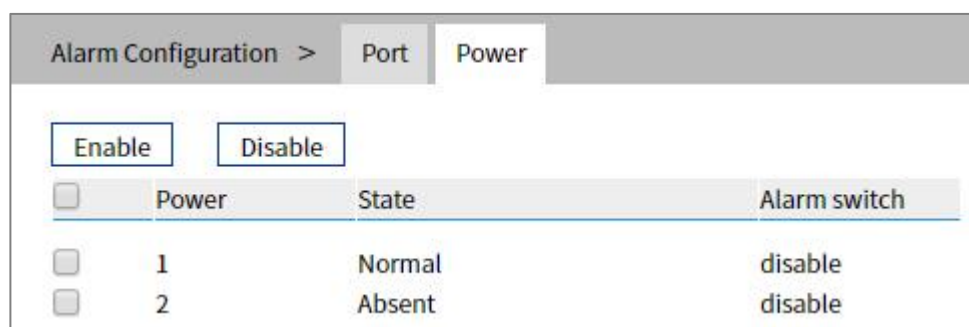 Alarm Configuration > Port Power
Enable Disable
Power State Alarm switch
1 Normal disable
2 Absent disable